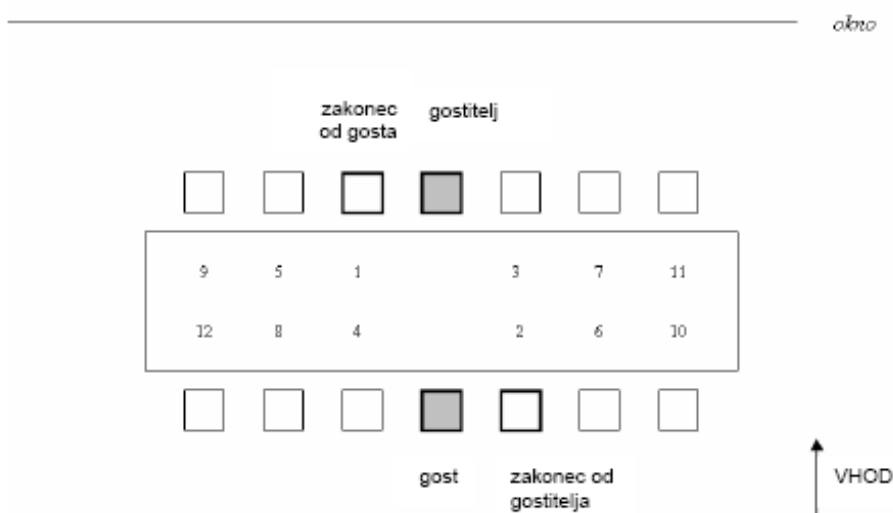 okno
zakonec
od gosta
gostitelj
9 5 1 3 7 11
12 8 4 2 6 10
gost
zakonec od
gostitelja
VHOD